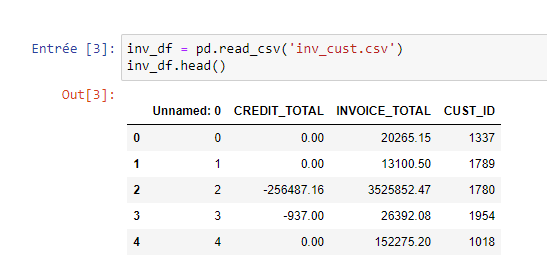 Entrée [3]: inv_df = pd.read_csv('inv_cust.csv')
inv_df.head()
Out[3]:
Unnamed: 0 CREDIT_TOTAL INVOICE_TOTAL CUST_ID
0 0 0.00 20265.15 1337
1 1 0.00 13100.50 1789
2 2 -256487.16 3525852.47 1780
3 3 -937.00 26392.08 1954
4 4 0.00 152275.20 1018